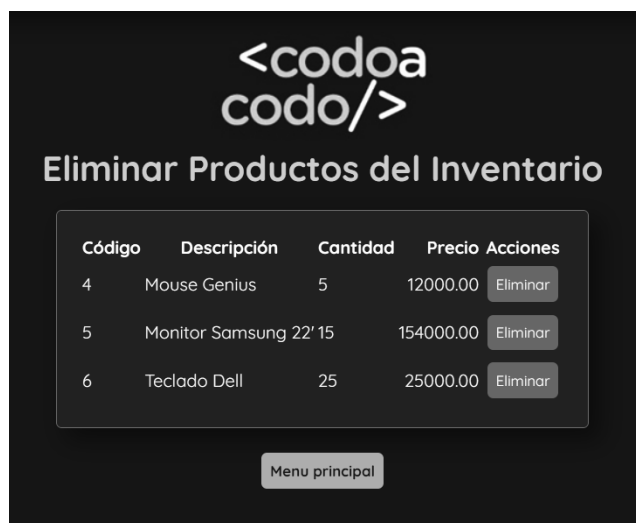 <codoa
codo/>
Eliminar Productos del Inventario
Código Descripción Cantidad Precio Acciones
4 Mouse Genius 5 12000.00 Eliminar
5 Monitor Samsung 22' 15 154000.00 Eliminar
6 Teclado Dell 25 25000.00 Eliminar
Menu principal